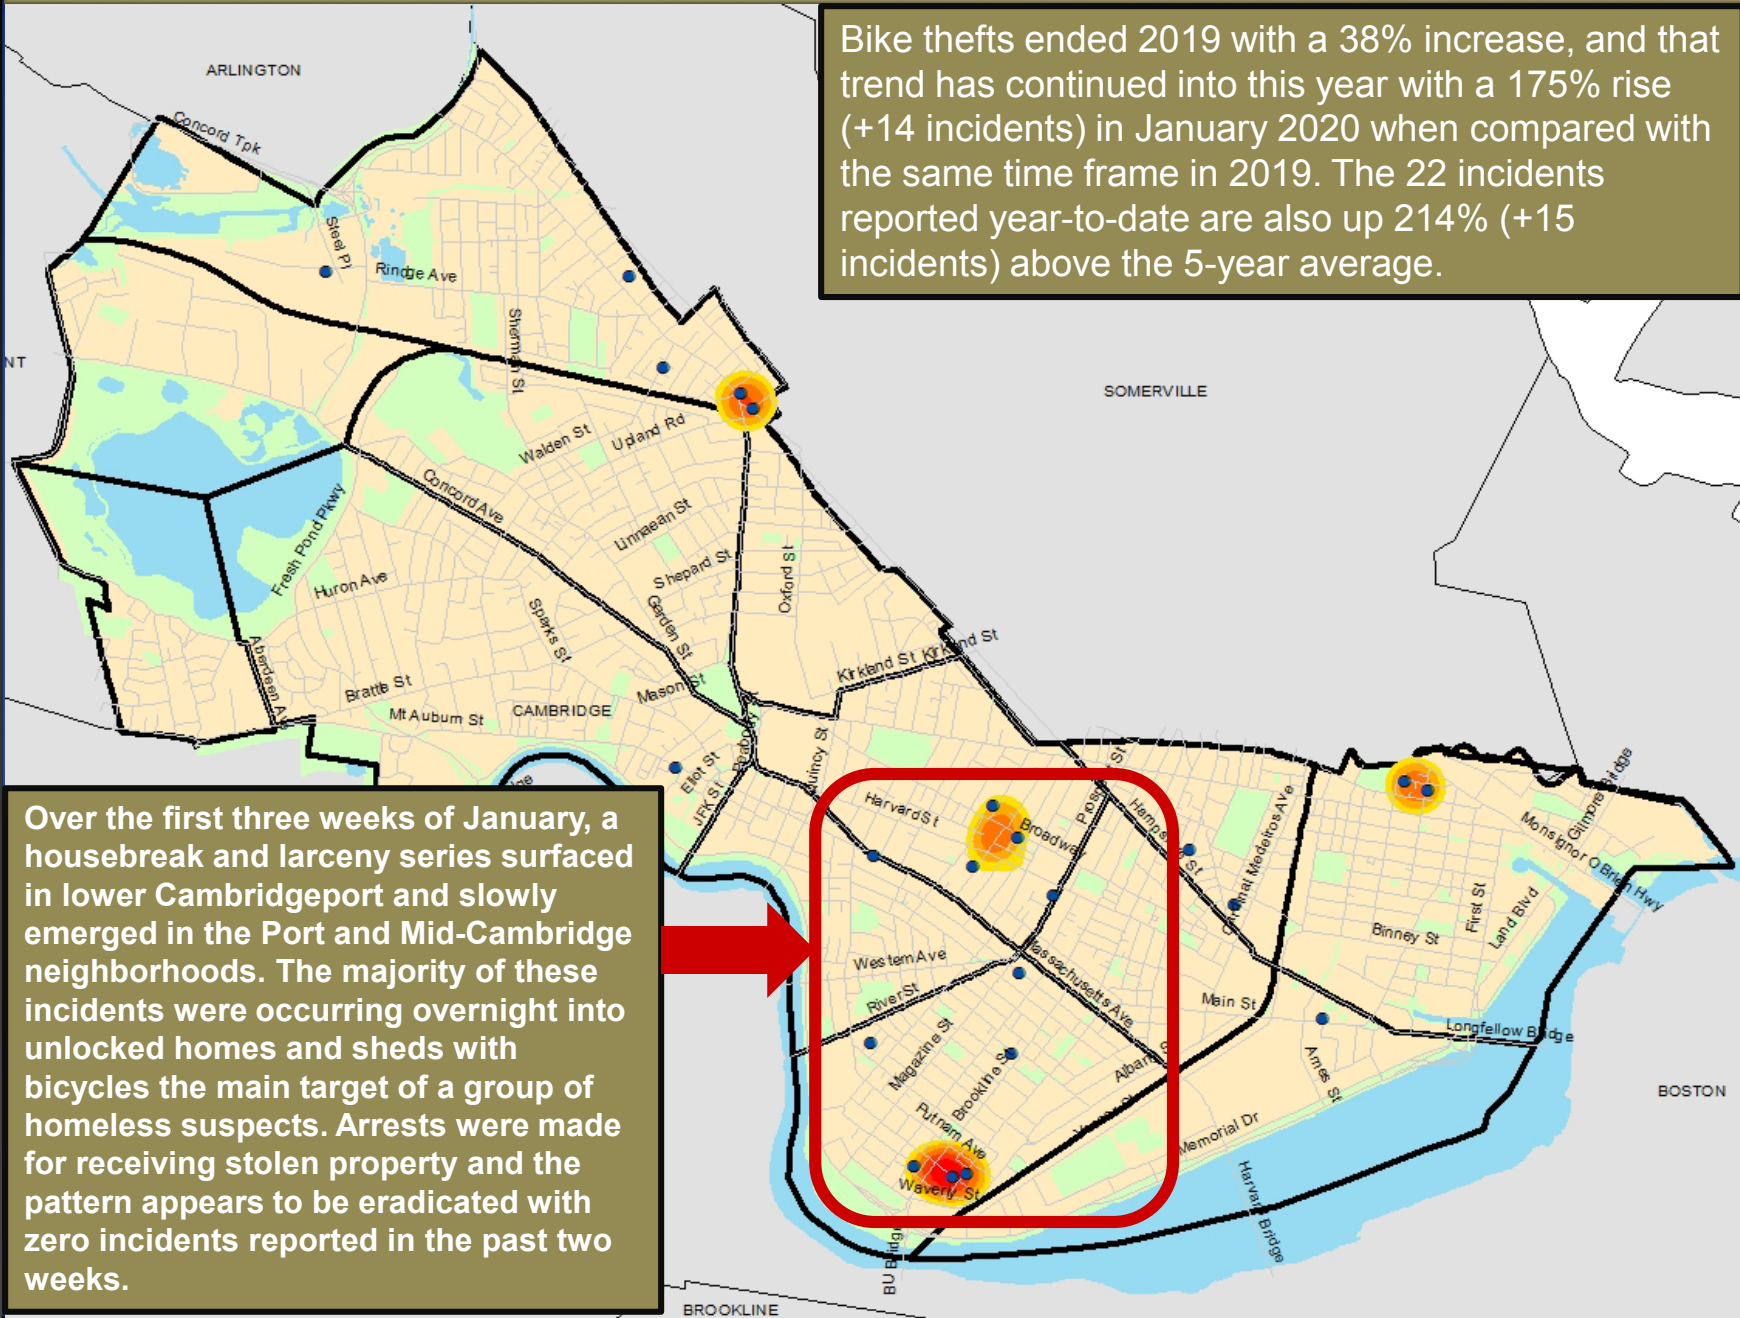 Bike thefts ended 2019 with a 38% increase, and that
trend has continued into this year with a 175% rise
(+14 incidents) in January 2020 when compared with
the same time frame in 2019. The 22 incidents
reported year-to-date are also up 214% (+15
incidents) above the 5-year average.
ARLINGTON
Concord Tpk
Steel Pl
Rindge Ave
NT
Sherman St
SOMERVILLE
Walden St
Upland Rd
Concord Ave
Fresh Pond Pkwy
Linnaean St
Shepard St
Oxford St
Huron Ave
Sparks St
Garden St
Kirkland St
Aberdeen Av
Brattle St
Mason St
Mt Auburn St
CAMBRIDGE
Peabody
Quincy St
Eliot St
JFK St
Harvard St
Broadway
Cardinal Medeiros Ave
Monsignor O Brien Hwy
Gilmore Bridge
First St
Land Blvd
Binney St
Western Ave
River St
Massachusetts Ave
Main St
Longfellow Bridge
Magazine St
Brookline St
Albany S
Ames St
BOSTON
Putnam Ave
Memorial Dr
Waverly St
Harvard Bridge
BU Bridge
BROOKLINE
Over the first three weeks of January, a
housebreak and larceny series surfaced
in lower Cambridgeport and slowly
emerged in the Port and Mid-Cambridge
neighborhoods. The majority of these
incidents were occurring overnight into
unlocked homes and sheds with
bicycles the main target of a group of
homeless suspects. Arrests were made
for receiving stolen property and the
pattern appears to be eradicated with
zero incidents reported in the past two
weeks.